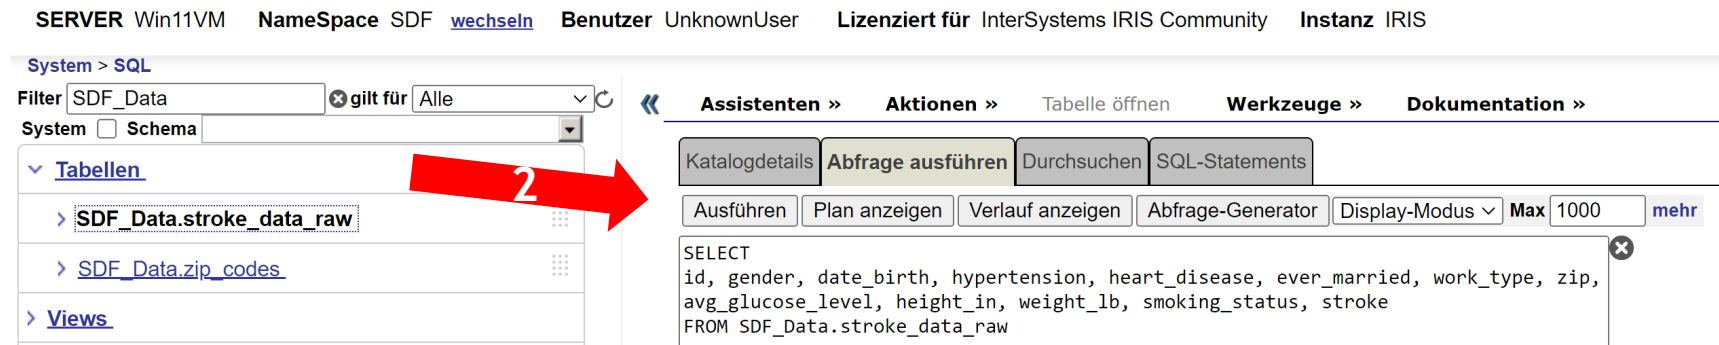 SERVER Win11VM NameSpace SDF wechseln Benutzer UnknownUser Lizenziert für InterSystems IRIS Community Instanz IRIS
System > SQL
Filter SDF_Data gilt für Alle
System Schema
Tabellen
SDF_Data.stroke_data_raw
SDF_Data.zip_codes
Views
2
Assistenten » Aktionen » Tabelle öffnen Werkzeuge » Dokumentation »
Katalogdetails Abfrage ausführen Durchsuchen SQL-Statements
Ausführen Plan anzeigen Verlauf anzeigen Abfrage-Generator Display-Modus Max 1000 mehr
SELECT
id, gender, date_birth, hypertension, heart_disease, ever_married, work_type, zip,
avg_glucose_level, height_in, weight_lb, smoking_status, stroke
FROM SDF_Data.stroke_data_raw